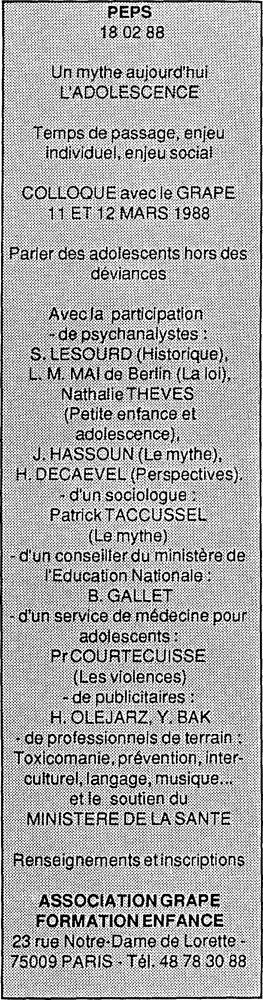 PEPS
18 02 88
Un mythe aujourd'hui
L'ADOLESCENCE
Temps de passage, enjeu
individuel, enjeu social
COLLOQUE avec le GRAPE
11 ET 12 MARS 1988
Parler des adolescents hors des
déviances
Avec la participation
- de psychanalystes :
S. LESOURD (Historique),
L. M. MAI de Berlin (La loi),
Nathalie THEVES
(Petite enfance et
adolescence),
J. HASSOUN (Le mythe),
H. DECAEVEL (Perspectives).
- d'un sociologue :
Patrick TACCUSSEL
(Le mythe)
- d'un conseiller du ministère de
l'Education Nationale :
B. GALLET
- d'un service de médecine pour
adolescents :
Pr COURTECUISSE
(Les violences)
- de publicitaires :
H. OLEJARZ, Y. BAK
- de professionnels de terrain :
Toxicomanie, prévention, inter-
culturel, langage, musique...
et le soutien du
MINISTERE DE LA SANTE
Renseignements et inscriptions
ASSOCIATION GRAPE
FORMATION ENFANCE
23 rue Notre-Dame de Lorette -
75009 PARIS - Tél. 48 78 30 88